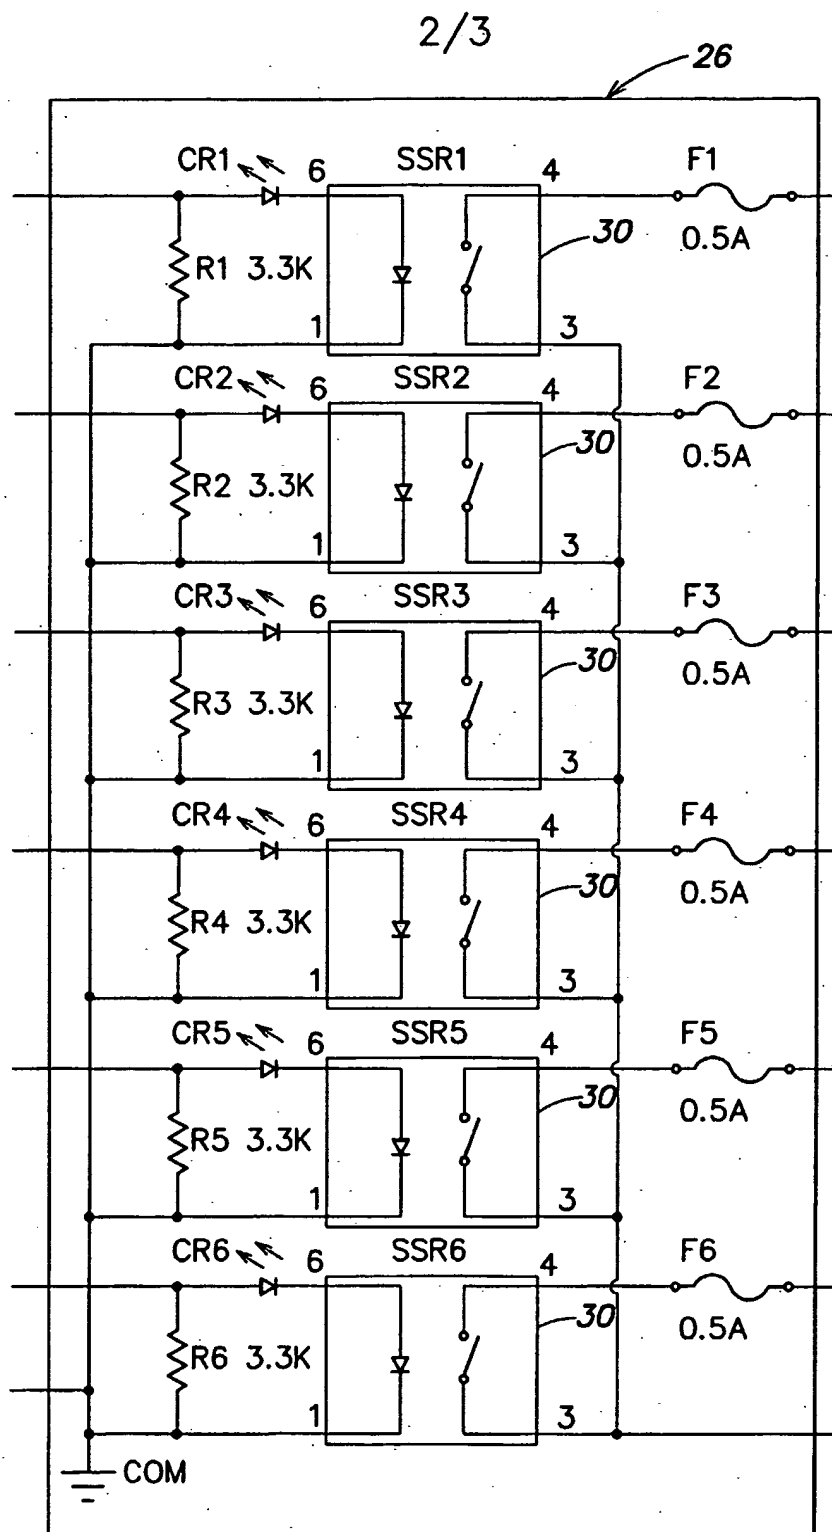 2/3
26
CR1 6 SSR1 4 F1
30
0.5A
R1 3.3K
1 3
CR2 6 SSR2 4 F2
30
0.5A
R2 3.3K
1 3
CR3 6 SSR3 4 F3
30
0.5A
R3 3.3K
1 3
CR4 6 SSR4 4 F4
30
0.5A
R4 3.3K
1 3
CR5 6 SSR5 4 F5
30
0.5A
R5 3.3K
1 3
CR6 6 SSR6 4 F6
30
0.5A
R6 3.3K
1 3
COM